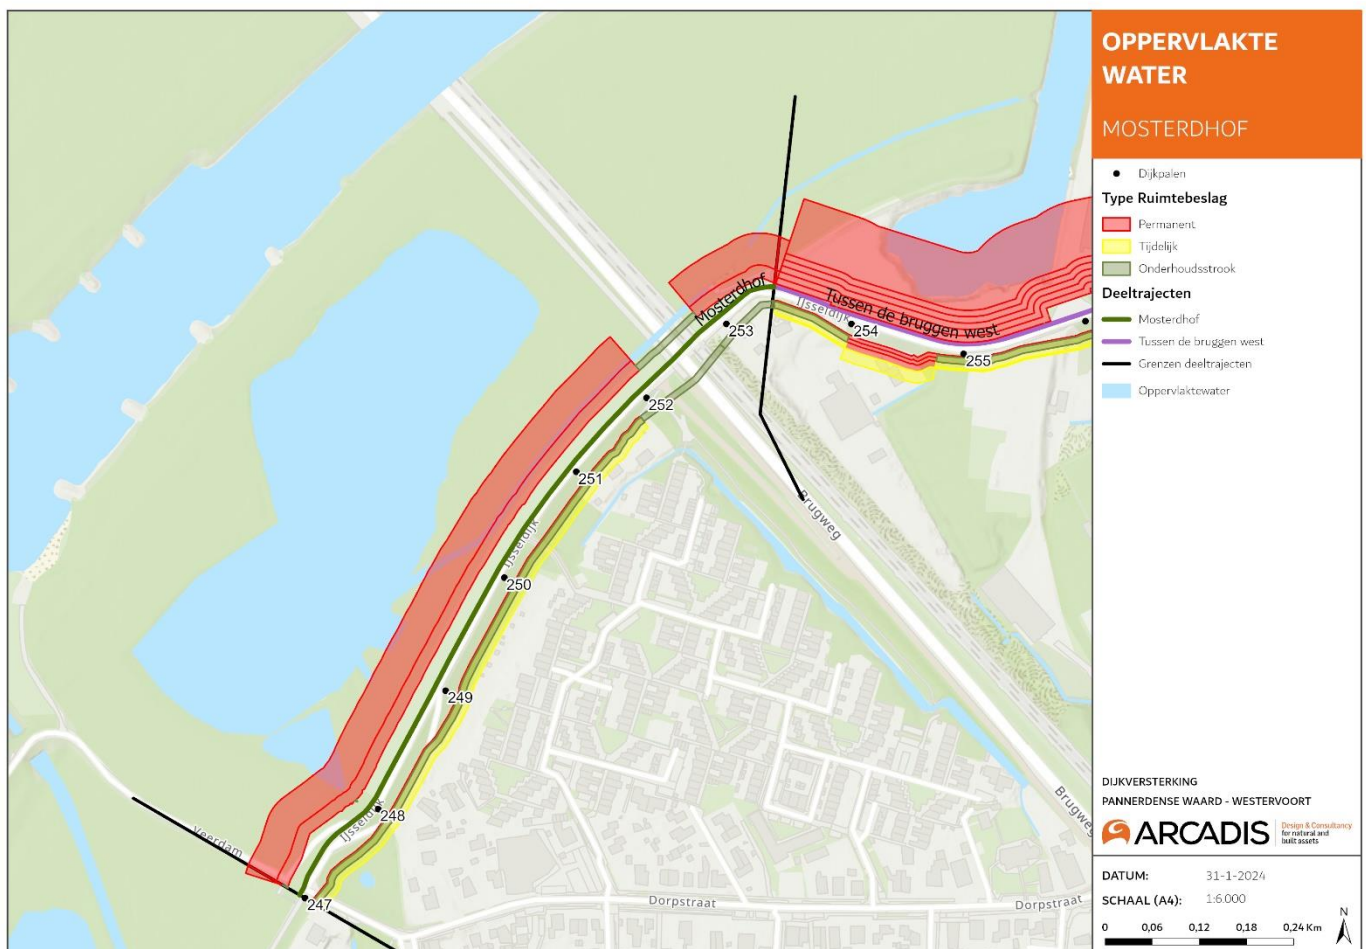 OPPERVLAKTE
WATER
MOSTERDHOF
Dijkpalen
Type Ruimtebeslag
Permanent
Tijdelijk
Onderhoudsstrook
Deeltrajecten
Mosterdhof
Tussen de bruggen west
Grenzen deeltrajecten
Oppervlaktewater
Mosterdhof
Tussen de bruggen west
IJsseldijk
253
254
255
252
251
Brugweg
IJsseldijk
250
249
248
IJsseldijk
Veerdam
247
Dorpstraat
Dorpstraat
Brugweg
DIJKVERSTERKING
PANNERDENSE WAARD - WESTERVOORT
ARCADIS
Design & Consultancy
for natural and
built assets
DATUM: 31-1-2024
SCHAAL (A4): 1:6.000
0 0,06 0,12 0,18 0,24 Km
N